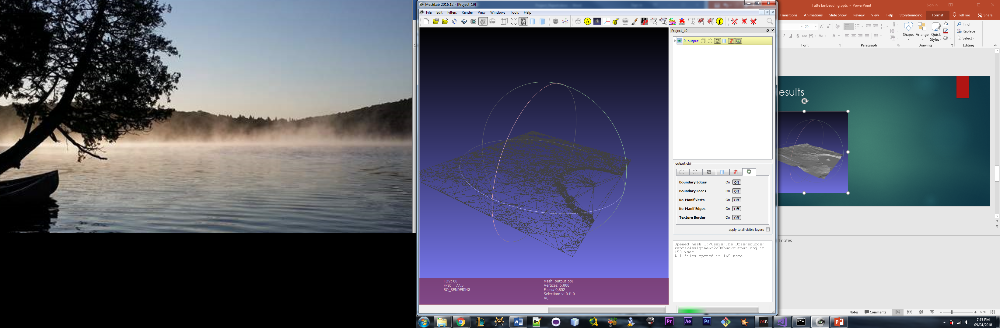 MeshLab 2016.12 - [Project_19]
File Edit Filters Render View Windows Tools Help
Project_19
0 output
output.obj
Boundary Edges On Off
Boundary Faces On Off
No-Manif Verts On Off
No-Manif Edges On Off
Texture Border On Off
apply to all visible layers
Opened mesh C:/Users/The Boss/source/
repos/Assignment2/Debug/output.obj in
150 msec
All files opened in 165 msec
FOV: 60
FPS: 77.5
BO_RENDERING
Mesh: output.obj
Vertices: 5,000
Faces: 9,852
Selection: v: 0 f: 0
VC
Tutte Embedding.pptx - PowerPoint
Sign in
Transitions Animations Slide Show Review View Help Storyboarding Format Tell me Share
20
Shapes Arrange Quick Styles
Find
Replace
Select
Font Paragraph Drawing Editing
esults
d notes
Notes Comments 60%
W Pr Ae Ps OSB
7:45 PM
09/04/2018